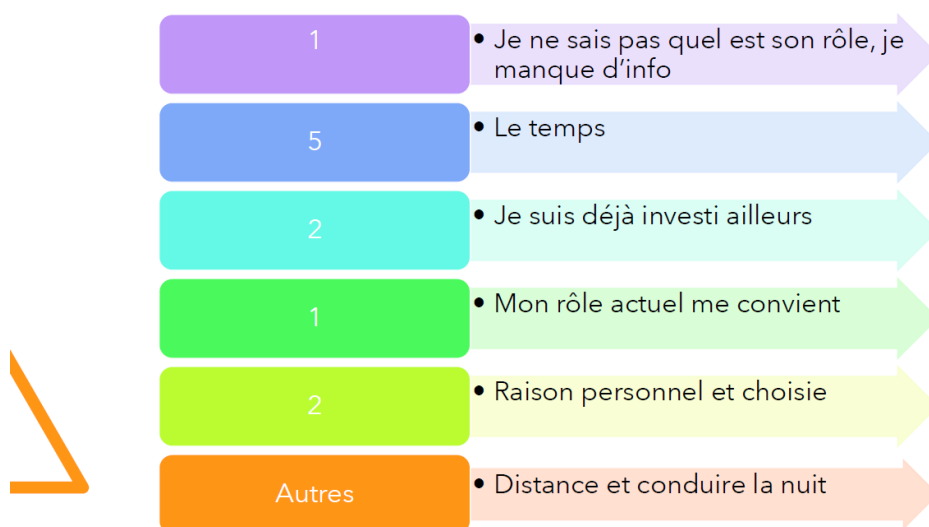 1
• Je ne sais pas quel est son rôle, je
manque d'info
5
• Le temps
2
• Je suis déjà investi ailleurs
1
• Mon rôle actuel me convient
2
• Raison personnel et choisie
Autres
• Distance et conduire la nuit